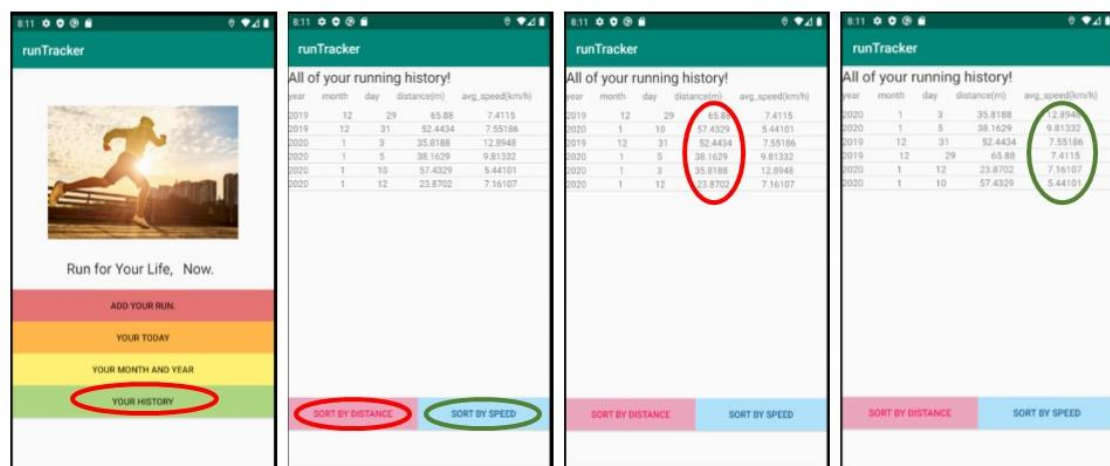 8:11
runTracker
Run for Your Life, Now.
ADD YOUR RUN.
YOUR TODAY
YOUR MONTH AND YEAR
YOUR HISTORY
8:11
runTracker
All of your running history!
year month day distance(m) avg_speed(km/h)
2019 12 29 65.88 7.4115
2019 12 31 52.4434 7.55186
2020 1 3 35.8188 12.8948
2020 1 5 38.1629 9.81332
2020 1 10 57.4329 5.44101
2020 1 12 23.8702 7.16107
SORT BY DISTANCE SORT BY SPEED
8:11
runTracker
All of your running history!
year month day distance(m) avg_speed(km/h)
2019 12 29 65.88 7.4115
2020 1 10 57.4329 5.44101
2019 12 31 52.4434 7.55186
2020 1 5 38.1629 9.81332
2020 1 3 35.8188 12.8948
2020 1 12 23.8702 7.16107
SORT BY DISTANCE SORT BY SPEED
8:11
runTracker
All of your running history!
year month day distance(m) avg_speed(km/h)
2020 1 3 35.8188 12.8948
2020 1 5 38.1629 9.81332
2019 12 31 52.4434 7.55186
2019 12 29 65.88 7.4115
2020 1 12 23.8702 7.16107
2020 1 10 57.4329 5.44101
SORT BY DISTANCE SORT BY SPEED